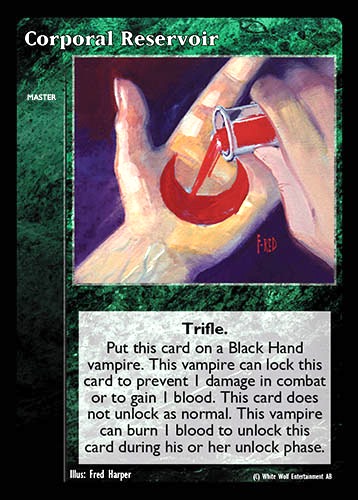 Corporal Reservoir
MASTER
F-RED
Trifle.
Put this card on a Black Hand
vampire. This vampire can lock this
card to prevent 1 damage in combat
or to gain 1 blood. This card does
not unlock as normal. This vampire
can burn 1 blood to unlock this
card during his or her unlock phase.
Illus: Fred Harper
(C) White Wolf Entertainment AB